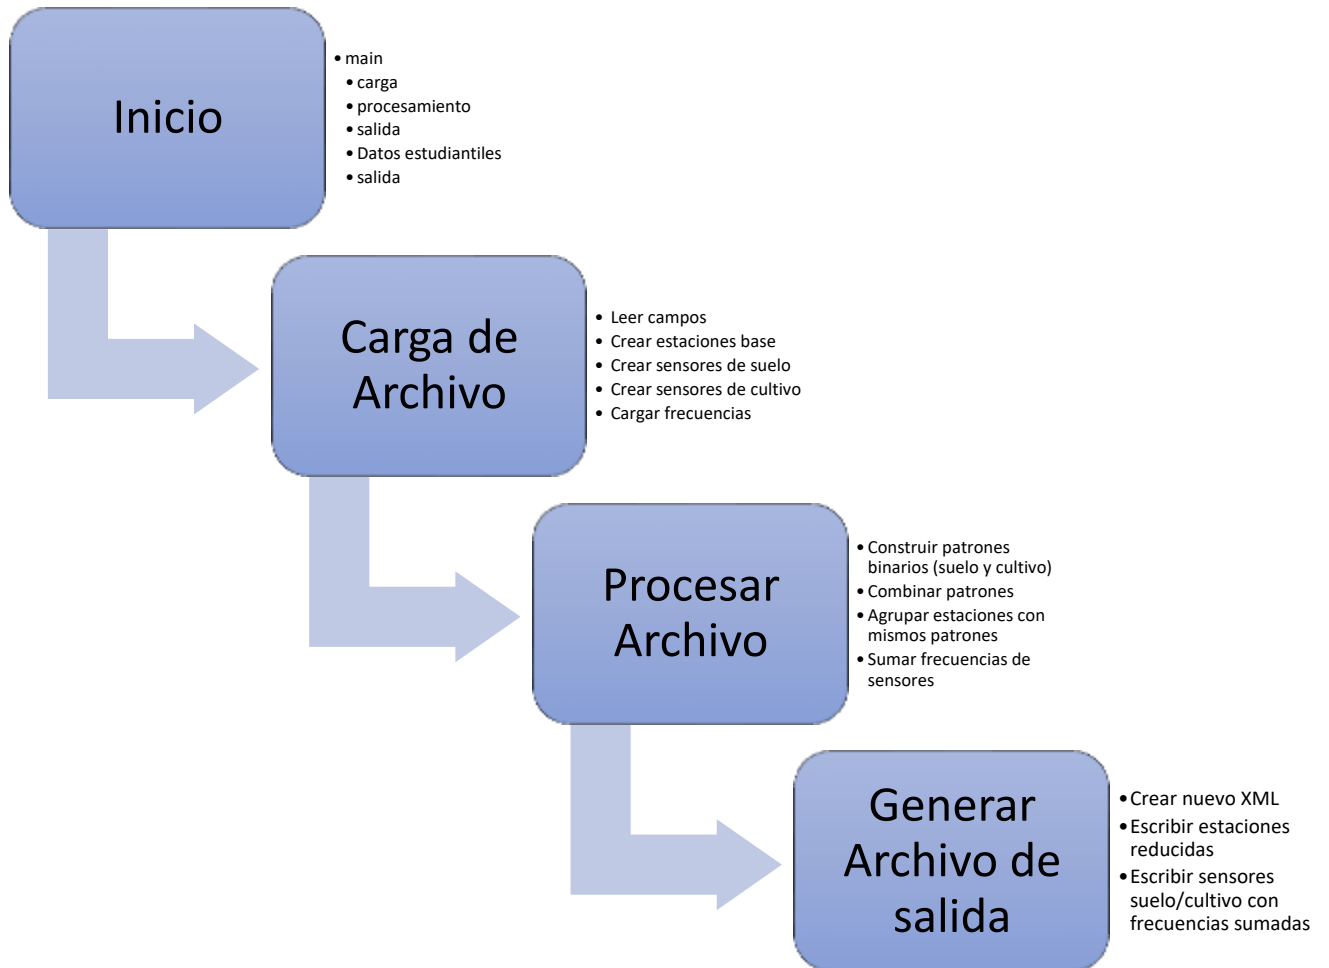 Inicio
• main
• carga
• procesamiento
• salida
• Datos estudiantiles
• salida
Carga de
Archivo
• Leer campos
• Crear estaciones base
• Crear sensores de suelo
• Crear sensores de cultivo
• Cargar frecuencias
Procesar
Archivo
• Construir patrones
binarios (suelo y cultivo)
• Combinar patrones
• Agrupar estaciones con
mismos patrones
• Sumar frecuencias de
sensores
Generar
Archivo de
salida
• Crear nuevo XML
• Escribir estaciones
reducidas
• Escribir sensores
suelo/cultivo con
frecuencias sumadas